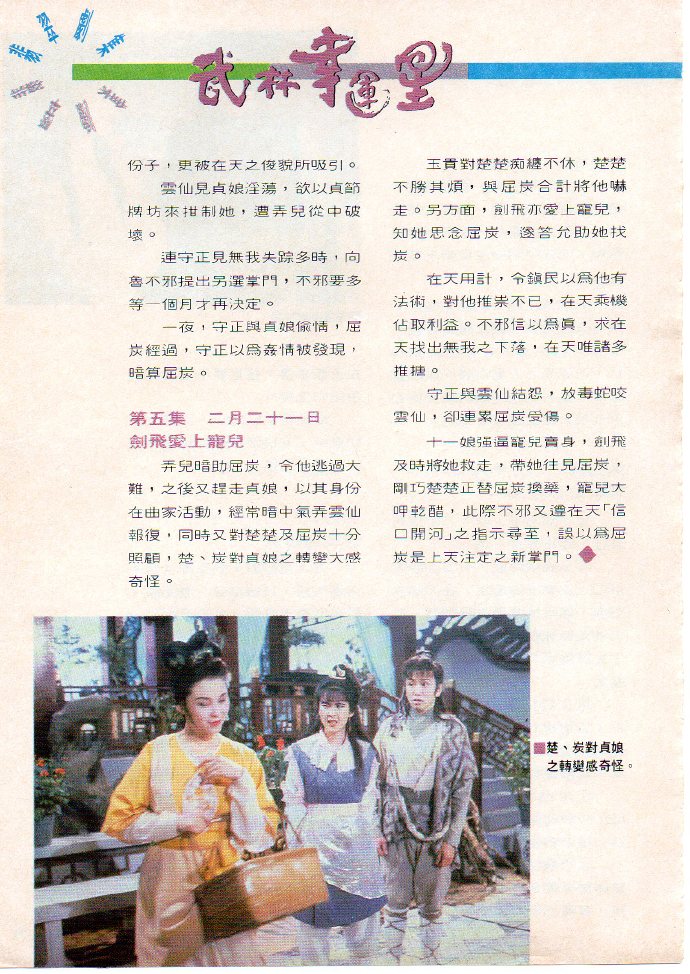 武林幸運星
份子，更被在天之俊貌所吸引。
雲仙見貞娘淫蕩，欲以貞節
牌坊來拑制她，遭弄兒從中破
壞。
連守正見無我失踪多時，向
魯不邪提出另選掌門，不邪要多
等一個月才再決定。
一夜，守正與貞娘偷情，屈
炭經過，守正以為姦情被發現，
暗算屈炭。
第五集　二月二十一日
劍飛愛上寵兒
弄兒暗助屈炭，令他逃過大
難，之後又趕走貞娘，以其身份
在曲家活動，經常暗中氣弄雲仙
報復，同時又對楚楚及屈炭十分
照顧，楚、炭對貞娘之轉變大感
奇怪。
玉貫對楚楚痴纏不休，楚楚
不勝其煩，與屈炭合計將他嚇
走。另方面，劍飛亦愛上寵兒，
知她思念屈炭，遂答允助她找
炭。
在天用計，令鎮民以為他有
法術，對他推崇不已，在天乘機
佔取利益。不邪信以為真，求在
天找出無我之下落，在天唯諸多
推搪。
守正與雲仙結怨，放毒蛇咬
雲仙，卻連累屈炭受傷。
十一娘強逼寵兒賣身，劍飛
及時將她救走，帶她往見屈炭，
剛巧楚楚正替屈炭換藥，寵兒大
呷乾醋，此際不邪又遵在天「信
口開河」之指示尋至，誤以為屈
炭是上天注定之新掌門。
楚、炭對貞娘
之轉變感奇怪。